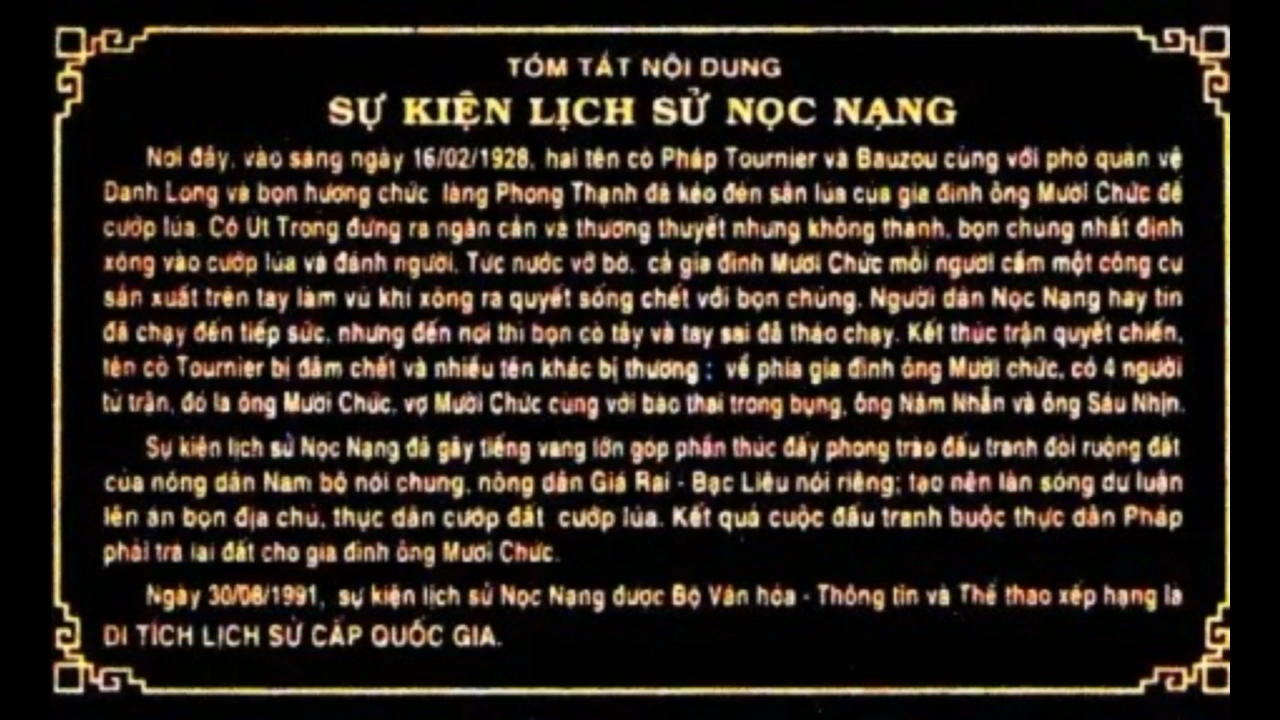 TÓM TẮT NỘI DUNG
SỰ KIỆN LỊCH SỬ NỌC NẠNG
Nơi đây, vào sáng ngày 16/02/1928, hai tên cò Pháp Tournier và Bauzou cùng với phó quản vệ
Danh Long và bọn hương chức làng Phong Thạnh đã kéo đến sân lúa của gia đình ông Mười Chức để
cướp lúa. Cô Út Trong đứng ra ngăn cản và thương thuyết nhưng không thành, bọn chúng nhất định
xông vào cướp lúa và đánh người. Tức nước vỡ bờ, cả gia đình Mười Chức mỗi người cầm một công cụ
sản xuất trên tay làm vũ khí xông ra quyết sống chết với bọn chúng. Người dân Nọc Nạng hay tin
đã chạy đến tiếp sức, nhưng đến nơi thì bọn cò tây và tay sai đã tháo chạy. Kết thúc trận quyết chiến,
tên cò Tournier bị đâm chết và nhiều tên khác bị thương ; về phía gia đình ông Mười chức, có 4 người
tử trận, đó là ông Mười Chức, vợ Mười Chức cùng với bào thai trong bụng, ông Năm Nhẫn và ông Sáu Nhịn.
Sự kiện lịch sử Nọc Nạng đã gây tiếng vang lớn góp phần thúc đẩy phong trào đấu tranh đòi ruộng đất
của nông dân Nam bộ nói chung, nông dân Giá Rai - Bạc Liêu nói riêng; tạo nên làn sóng dư luận
lên án bọn địa chủ, thực dân cướp đất cướp lúa. Kết quả cuộc đấu tranh buộc thực dân Pháp
phải trả lại đất cho gia đình ông Mười Chức.
Ngày 30/08/1991, sự kiện lịch sử Nọc Nạng được Bộ Văn hóa - Thông tin và Thể thao xếp hạng là
DI TÍCH LỊCH SỬ CẤP QUỐC GIA.